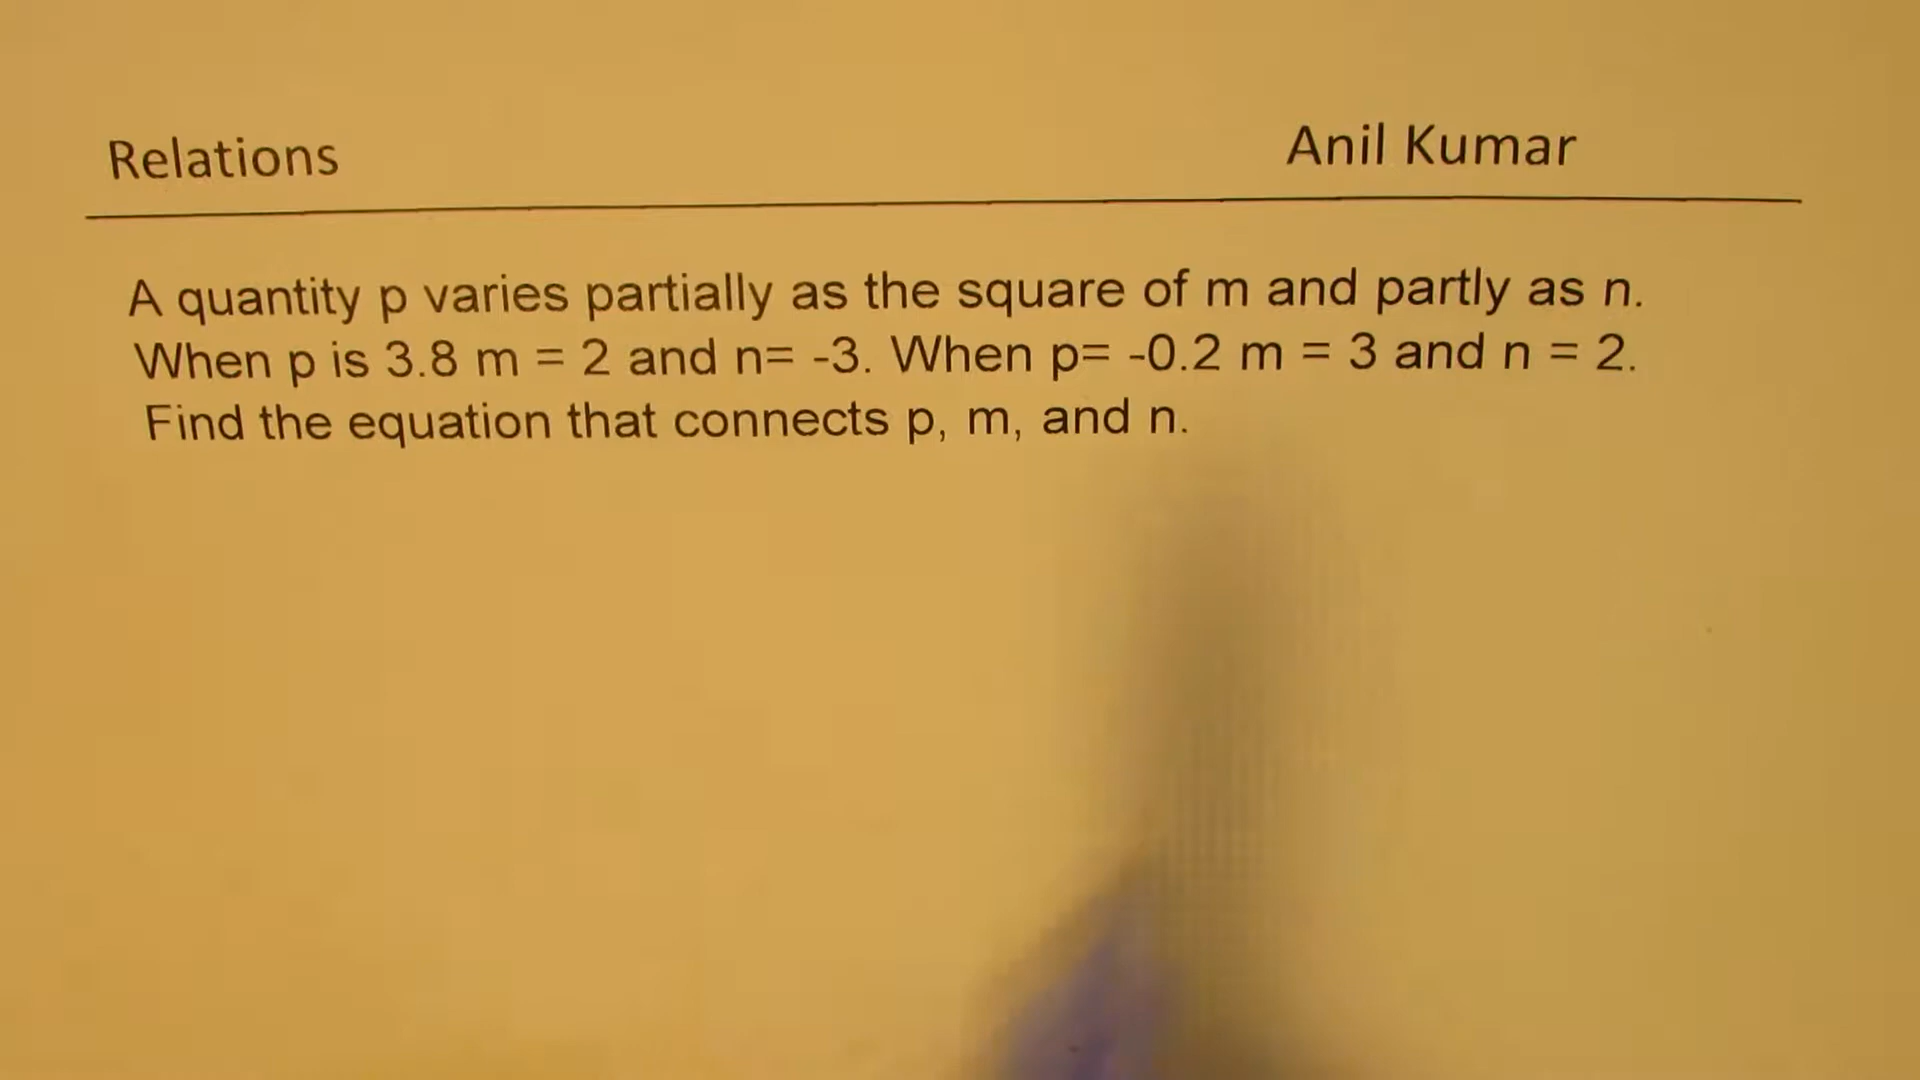 Relations
Anil Kumar
A quantity p varies partially as the square of m and partly as n.
When p is 3.8 m = 2 and n= -3. When p= -0.2 m = 3 and n = 2.
Find the equation that connects p, m, and n.